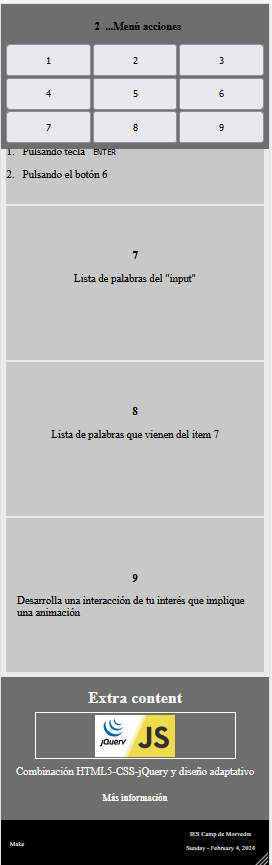 2 ...Menú acciones
1 2 3
4 5 6
7 8 9
1. Pulsando tecla ENTER
2. Pulsando el botón 6
7
Lista de palabras del "input"
8
Lista de palabras que vienen del item 7
9
Desarrolla una interacción de tu interés que implique
una animación
Extra content
jQuery JS
Combinación HTML5-CSS-jQuery y diseño adaptativo
Más información
IES Camp de Morvedre
Make
Sunday - February 4, 2024